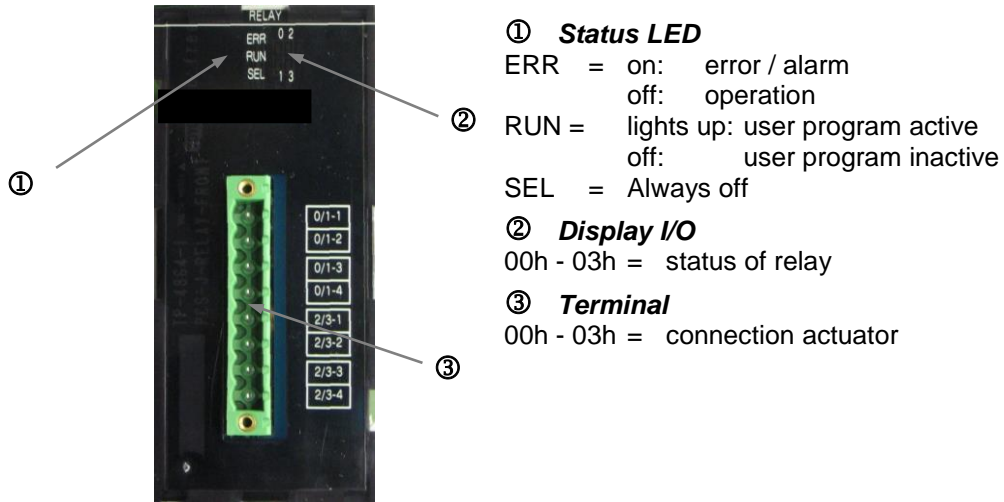 RELAY
ERR 0 2
RUN
SEL 1 3
①
②
0/1-1
0/1-2
0/1-3
0/1-4
2/3-1
2/3-2
2/3-3
2/3-4
③
① Status LED
ERR = on: error / alarm
off: operation
RUN = lights up: user program active
off: user program inactive
SEL = Always off
② Display I/O
00h - 03h = status of relay
③ Terminal
00h - 03h = connection actuator